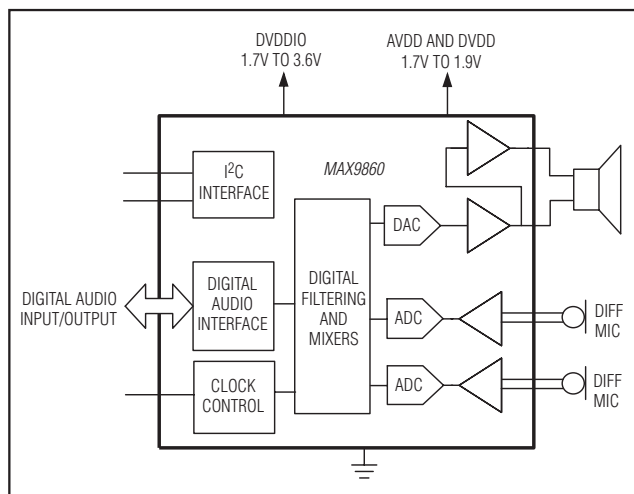 DVDDIO
1.7V TO 3.6V
AVDD AND DVDD
1.7V TO 1.9V
MAX9860
I²C
INTERFACE
DAC
DIGITAL AUDIO
INPUT/OUTPUT
DIGITAL
AUDIO
INTERFACE
DIGITAL
FILTERING
AND
MIXERS
ADC
DIFF
MIC
CLOCK
CONTROL
ADC
DIFF
MIC